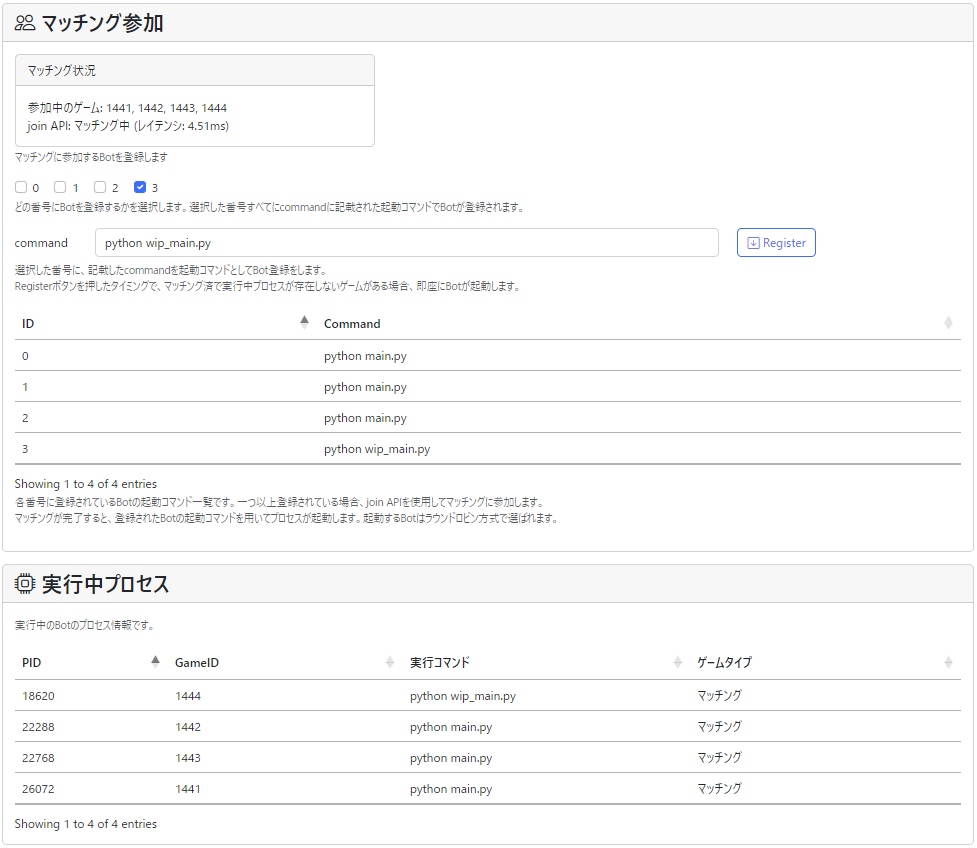 マッチング参加
マッチング状況
参加中のゲーム: 1441, 1442, 1443, 1444
join API: マッチング中 (レイテンシ: 4.51ms)
マッチングに参加するBotを登録します
0 1 2 3
どの番号にBotを登録するかを選択します。選択した番号すべてにcommandに記載された起動コマンドでBotが登録されます。
command python wip_main.py Register
選択した番号に、記載したcommandを起動コマンドとしてBot登録をします。
Registerボタンを押したタイミングで、マッチング済で実行中プロセスが存在しないゲームがある場合、即座にBotが起動します。
ID Command
0 python main.py
1 python main.py
2 python main.py
3 python wip_main.py
Showing 1 to 4 of 4 entries
各番号に登録されているBotの起動コマンド一覧です。一つ以上登録されている場合、join APIを使用してマッチングに参加します。
マッチングが完了すると、登録されたBotの起動コマンドを用いてプロセスが起動します。起動するBotはラウンドロビン方式で選ばれます。
実行中プロセス
実行中のBotのプロセス情報です。
PID GameID 実行コマンド ゲームタイプ
18620 1444 python wip_main.py マッチング
22288 1442 python main.py マッチング
22768 1443 python main.py マッチング
26072 1441 python main.py マッチング
Showing 1 to 4 of 4 entries